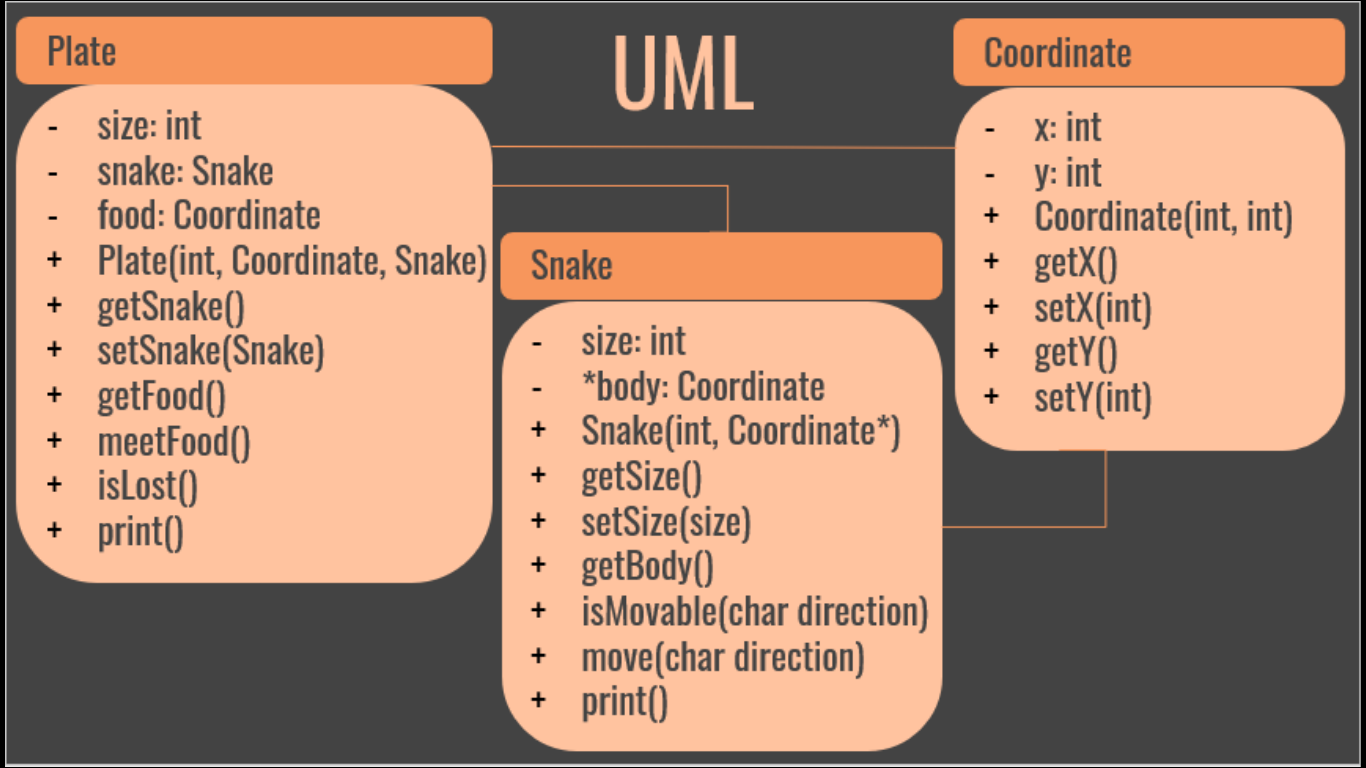 UML
Plate
- size: int
- snake: Snake
- food: Coordinate
+ Plate(int, Coordinate, Snake)
+ getSnake()
+ setSnake(Snake)
+ getFood()
+ meetFood()
+ isLost()
+ print()
Snake
- size: int
- *body: Coordinate
+ Snake(int, Coordinate*)
+ getSize()
+ setSize(size)
+ getBody()
+ isMovable(char direction)
+ move(char direction)
+ print()
Coordinate
- x: int
- y: int
+ Coordinate(int, int)
+ getX()
+ setX(int)
+ getY()
+ setY(int)